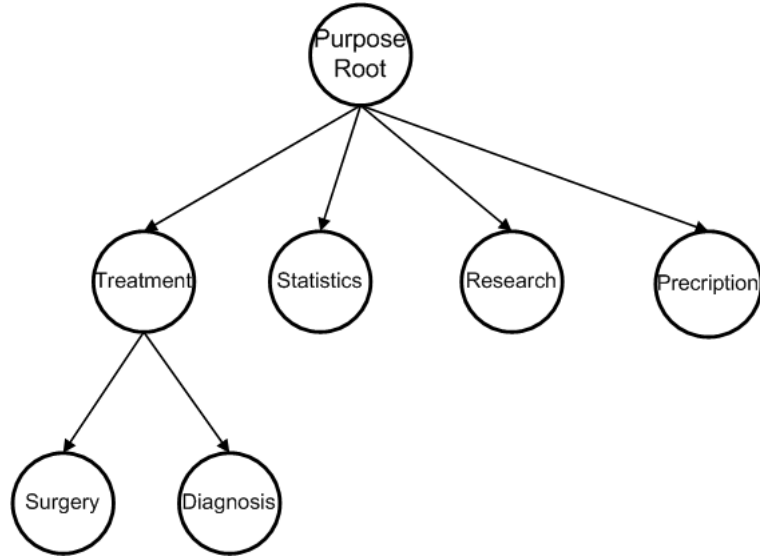 Purpose
Root
Treatment
Statistics
Research
Precription
Surgery
Diagnosis